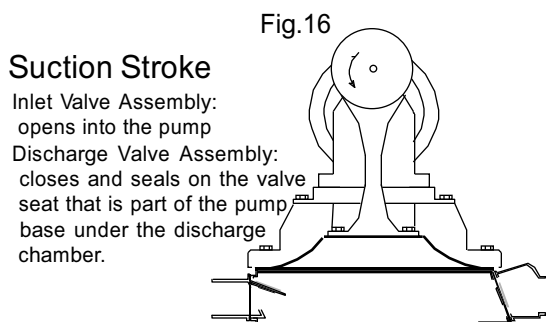 Fig.16
Suction Stroke
Inlet Valve Assembly:
opens into the pump
Discharge Valve Assembly:
closes and seals on the valve
seat that is part of the pump
base under the discharge
chamber.